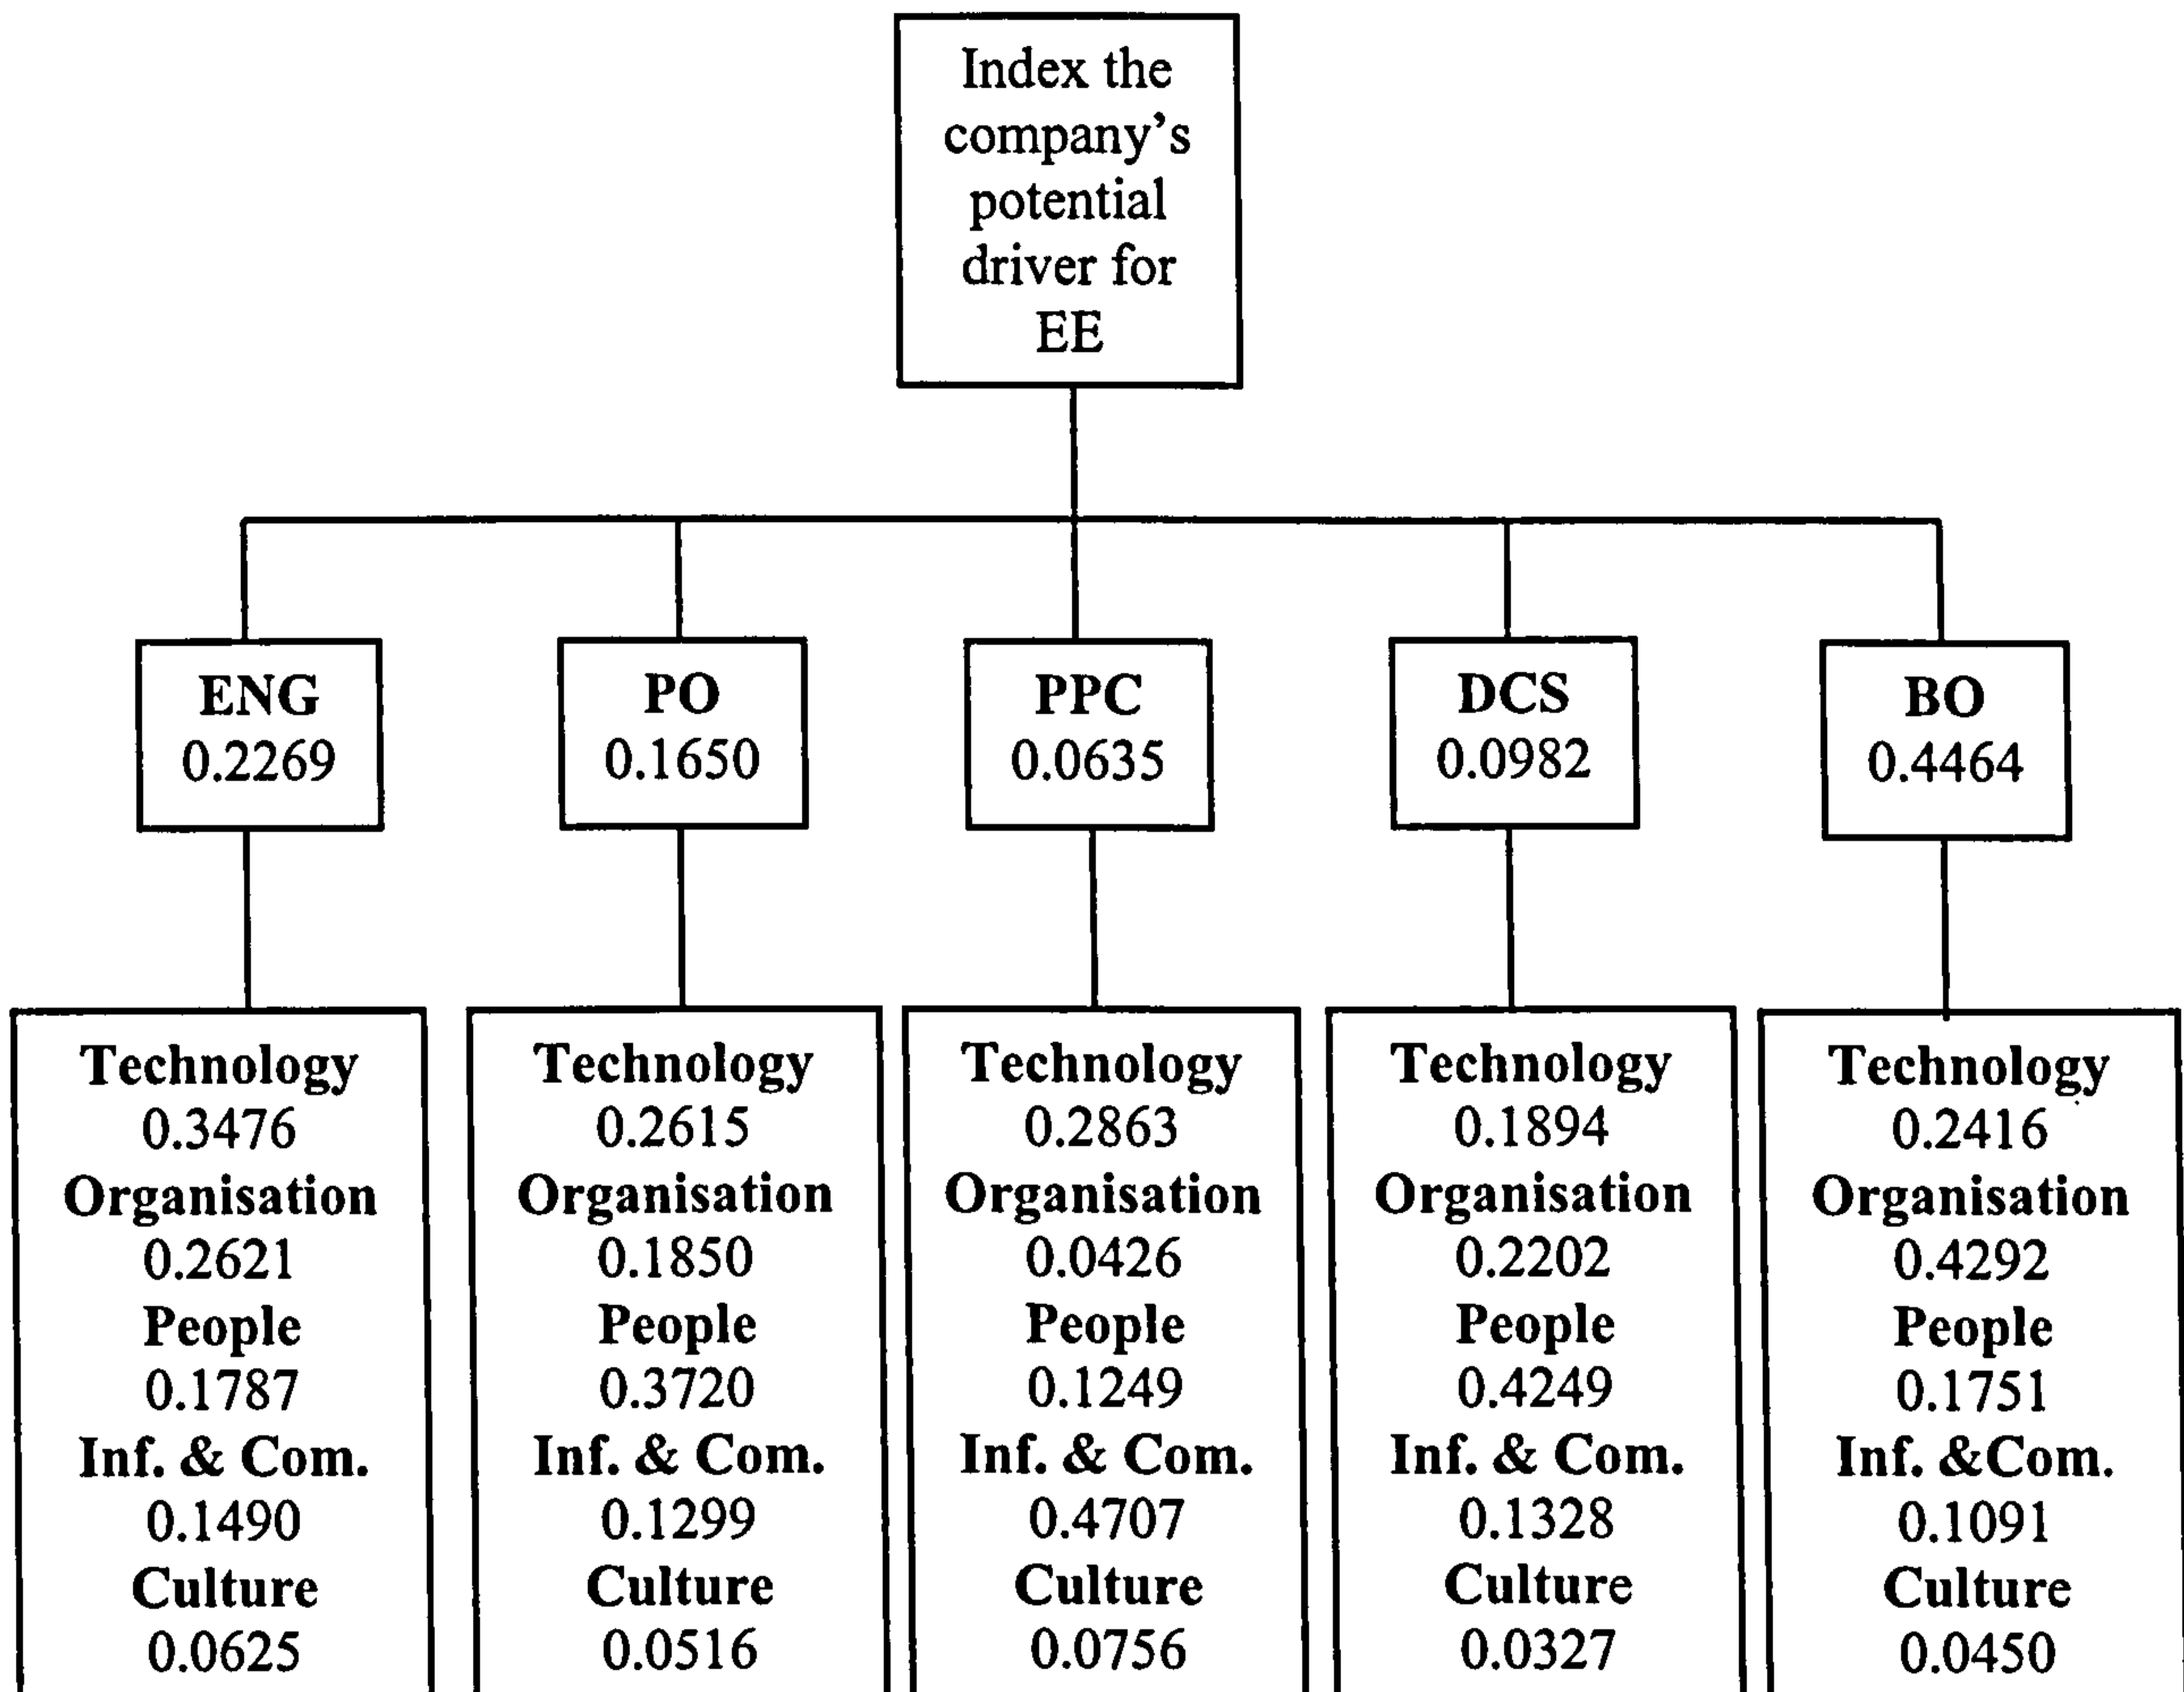 Index the
company's
potential
driver for
EE
ENG
0.2269
PO
0.1650
PPC
0.0635
DCS
0.0982
BO
0.4464
Technology
0.3476
Organisation
0.2621
People
0.1787
Inf. & Com.
0.1490
Culture
0.0625
Technology
0.2615
Organisation
0.1850
People
0.3720
Inf. & Com.
0.1299
Culture
0.0516
Technology
0.2863
Organisation
0.0426
People
0.1249
Inf. & Com.
0.4707
Culture
0.0756
Technology
0.1894
Organisation
0.2202
People
0.4249
Inf. & Com.
0.1328
Culture
0.0327
Technology
0.2416
Organisation
0.4292
People
0.1751
Inf. &Com.
0.1091
Culture
0.0450